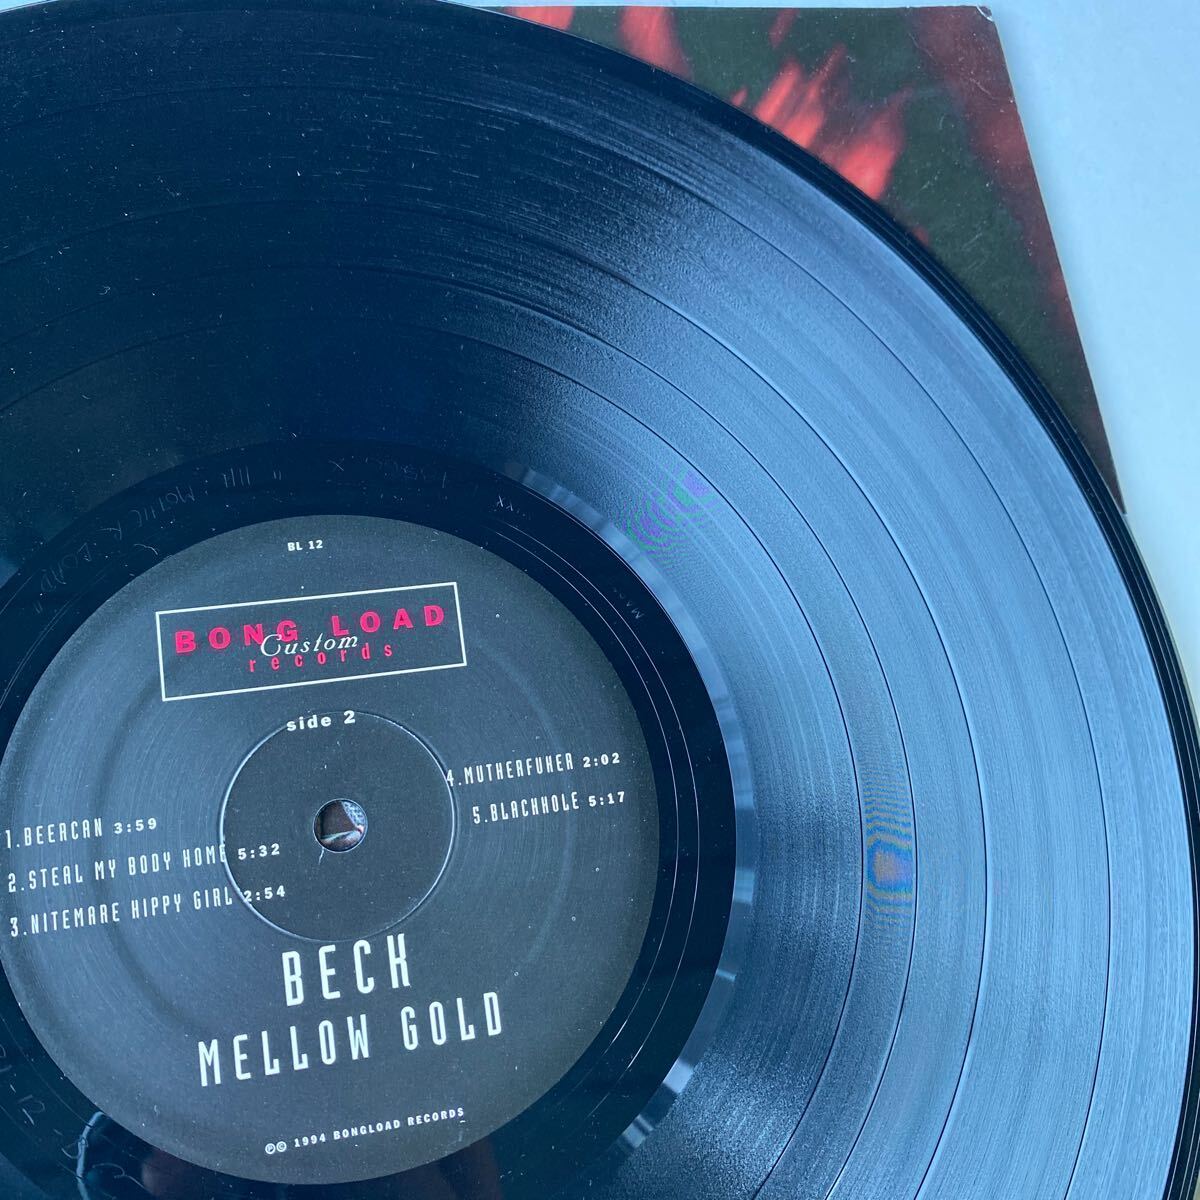 BL 12
BONG LOAD
Custom
records
side 2
1.BEERCAN 3:59
2.STEAL MY BODY HOME 5:32
3.NITEMARE HIPPY GIRL 2:54
4.MUTHERFUKER 2:02
5.BLACKHOLE 5:17
BECK
MELLOW GOLD
℗© 1994 BONGLOAD RECORDS